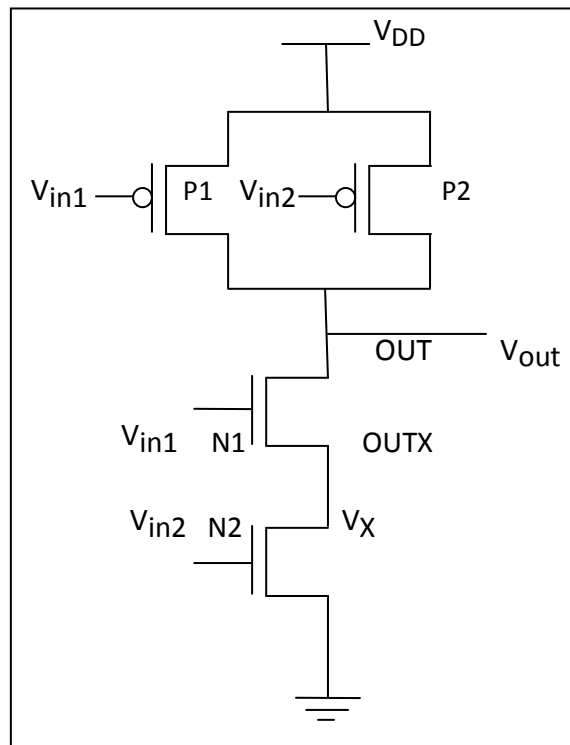 VDD
Vin1 P1 Vin2 P2
OUT Vout
Vin1 N1 OUTX
Vin2 N2 VX